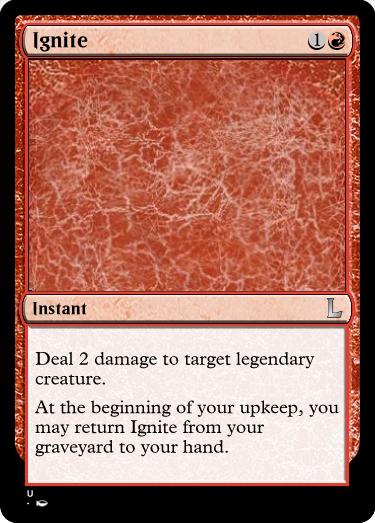 Ignite 1
Instant L
Deal 2 damage to target legendary
creature.
At the beginning of your upkeep, you
may return Ignite from your
graveyard to your hand.
U